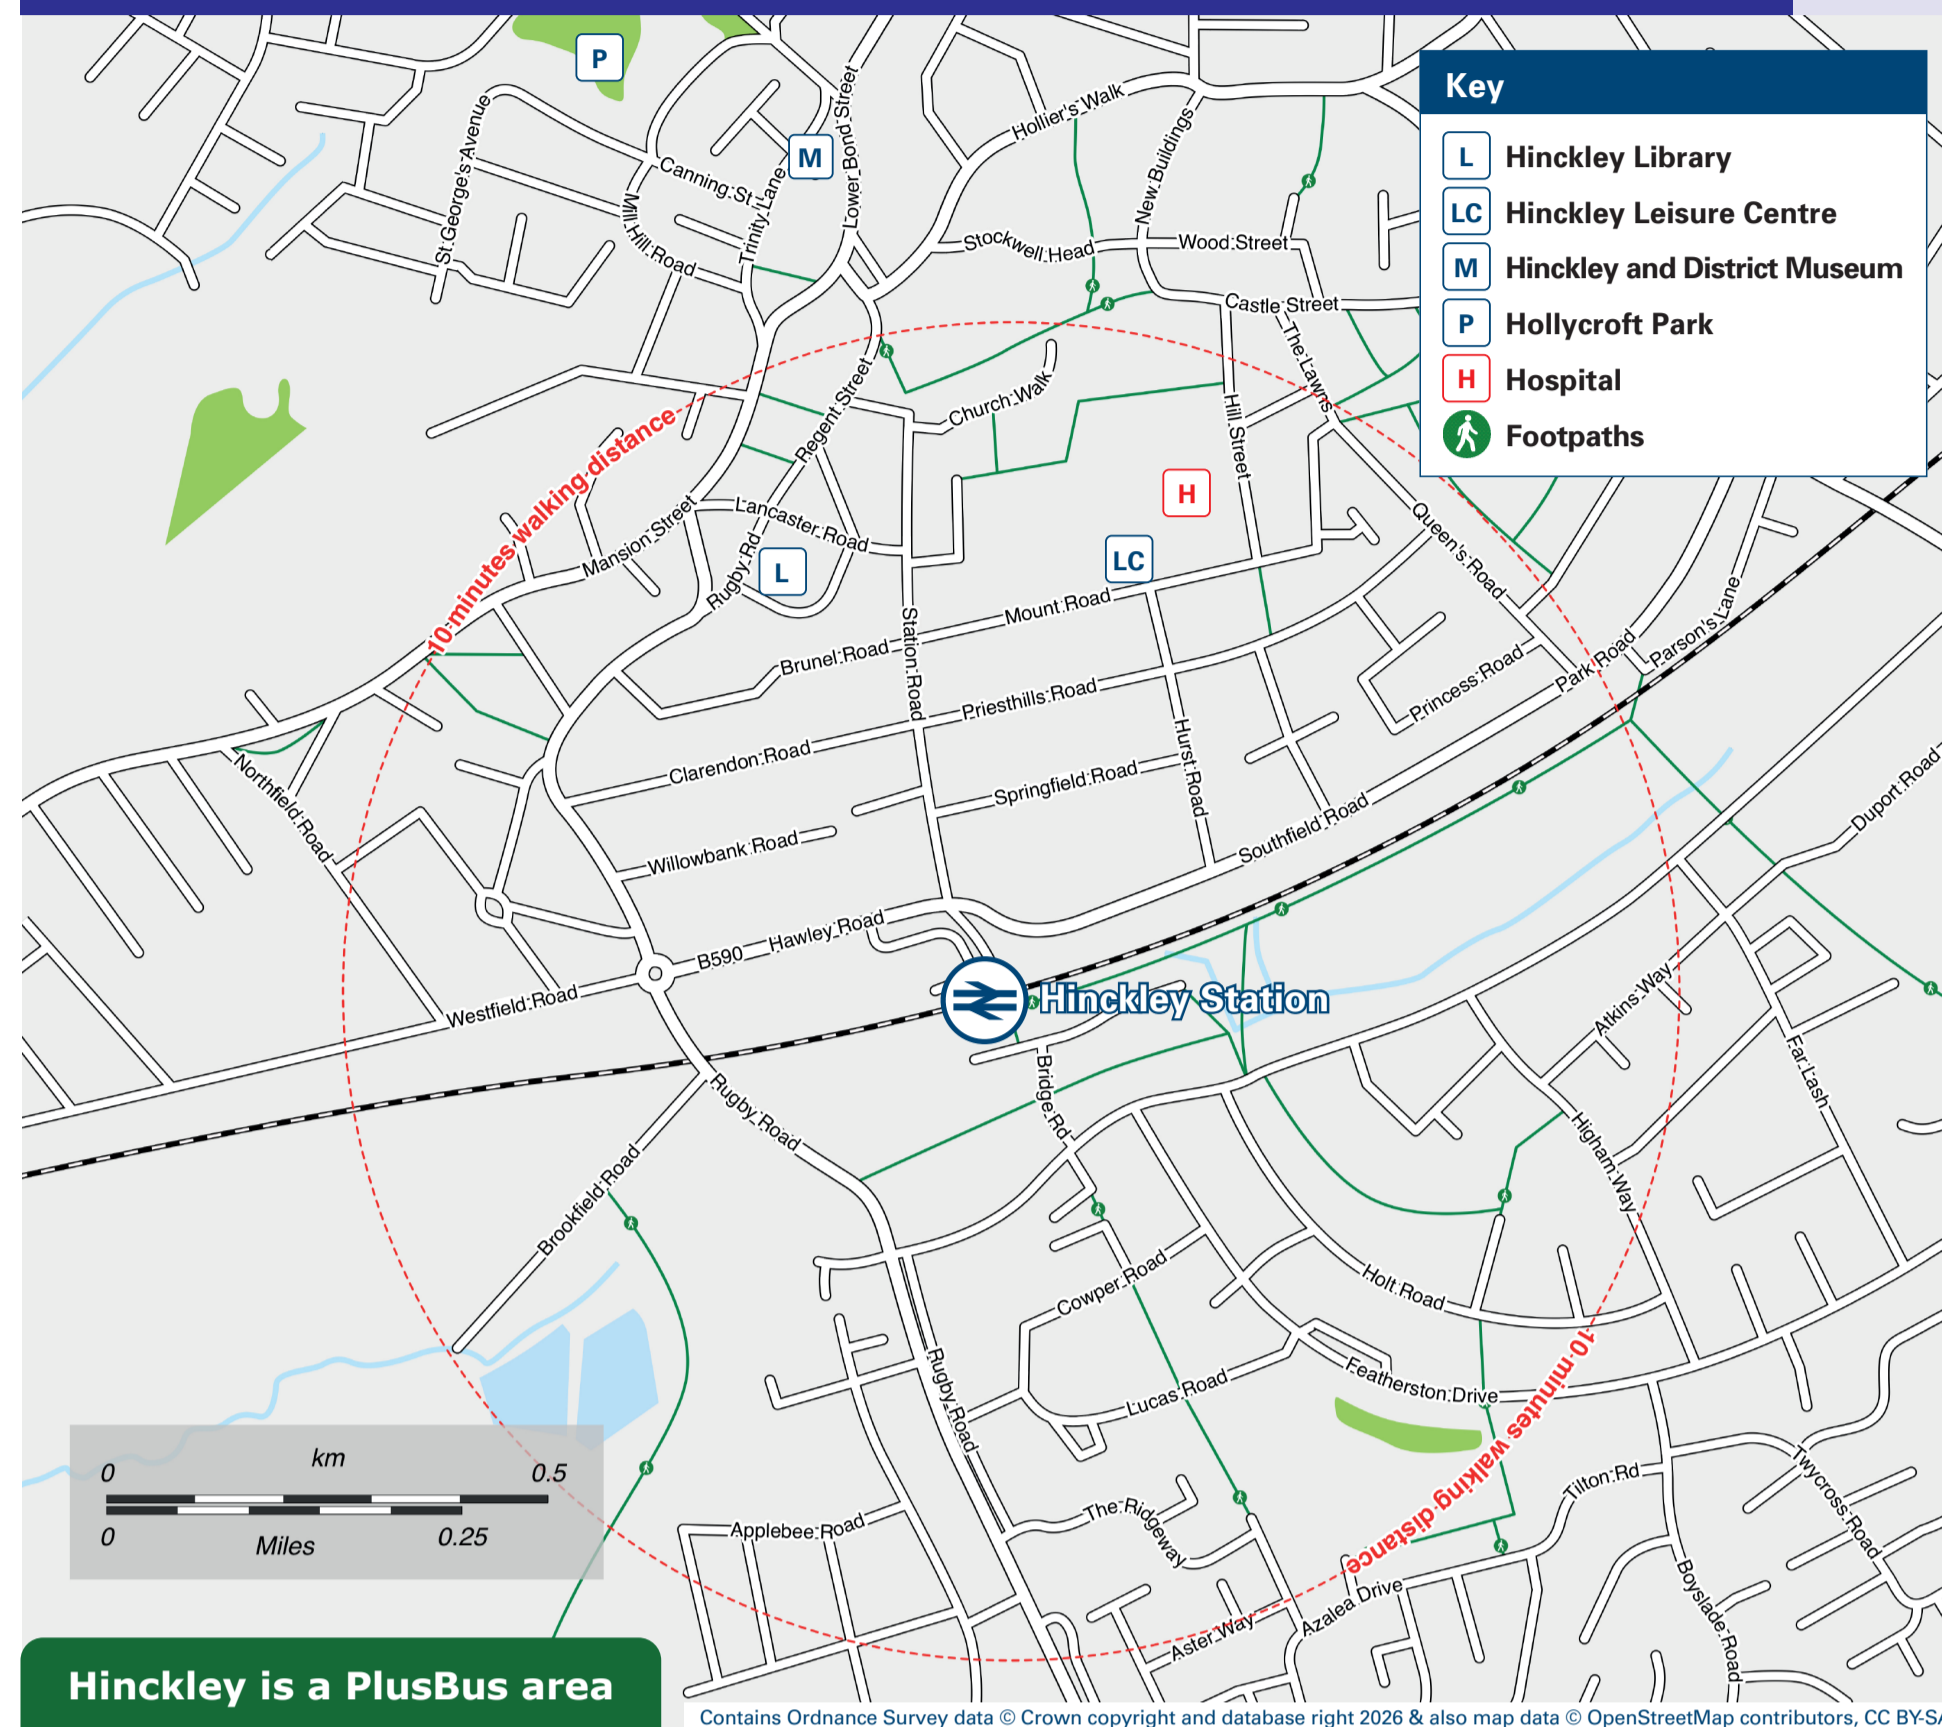 P
Key
L Hinckley Library
LC Hinckley Leisure Centre
M Hinckley and District Museum
P Hollycroft Park
H Hospital
Footpaths
Hollier's Walk
Lower Bond Street
New Buildings
St George's Avenue
M
Canning St
Trinity Lane
Mill Hill Road
Stockwell Head
Wood Street
Castle Street
The Lawns
Regent Street
Church Walk
Hill Street
10 minutes walking distance
Mansion Street
Lancaster Road
H
Queen's Road
Rugby Rd
L
LC
Mount Road
Station Road
Brunel Road
Parson's Lane
Park Road
Princess Road
Priesthills Road
Clarendon Road
Hurst Road
Springfield Road
Northfield Road
Willowbank Road
Southfield Road
Duport Road
B590
Hawley Road
Westfield Road
Hinckley Station
Atkins Way
Far Lash
Bridge Rd
Rugby Road
Higham Way
Brookfield Road
Cowper Road
Holt Road
Lucas Road
Featherston Drive
Rugby Road
10 minutes walking distance
Tilton Rd
Twycross Road
The Ridgeway
Applebee Road
Azalea Drive
Aster Way
Boyslade Road
km
0 0.5
0 0.25
Miles
Hinckley is a PlusBus area
Contains Ordnance Survey data © Crown copyright and database right 2026 & also map data © OpenStreetMap contributors, CC BY-SA